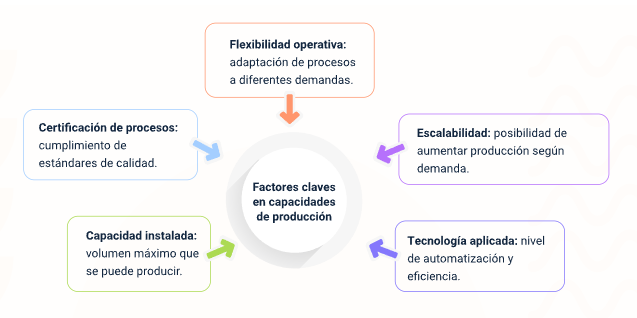 Flexibilidad operativa:
adaptación de procesos
a diferentes demandas.
Certificación de procesos:
cumplimiento de
estándares de calidad.
Escalabilidad: posibilidad de
aumentar producción según
demanda.
Factores claves
en capacidades
de producción
Capacidad instalada:
volumen máximo que
se puede producir.
Tecnología aplicada: nivel
de automatización y
eficiencia.